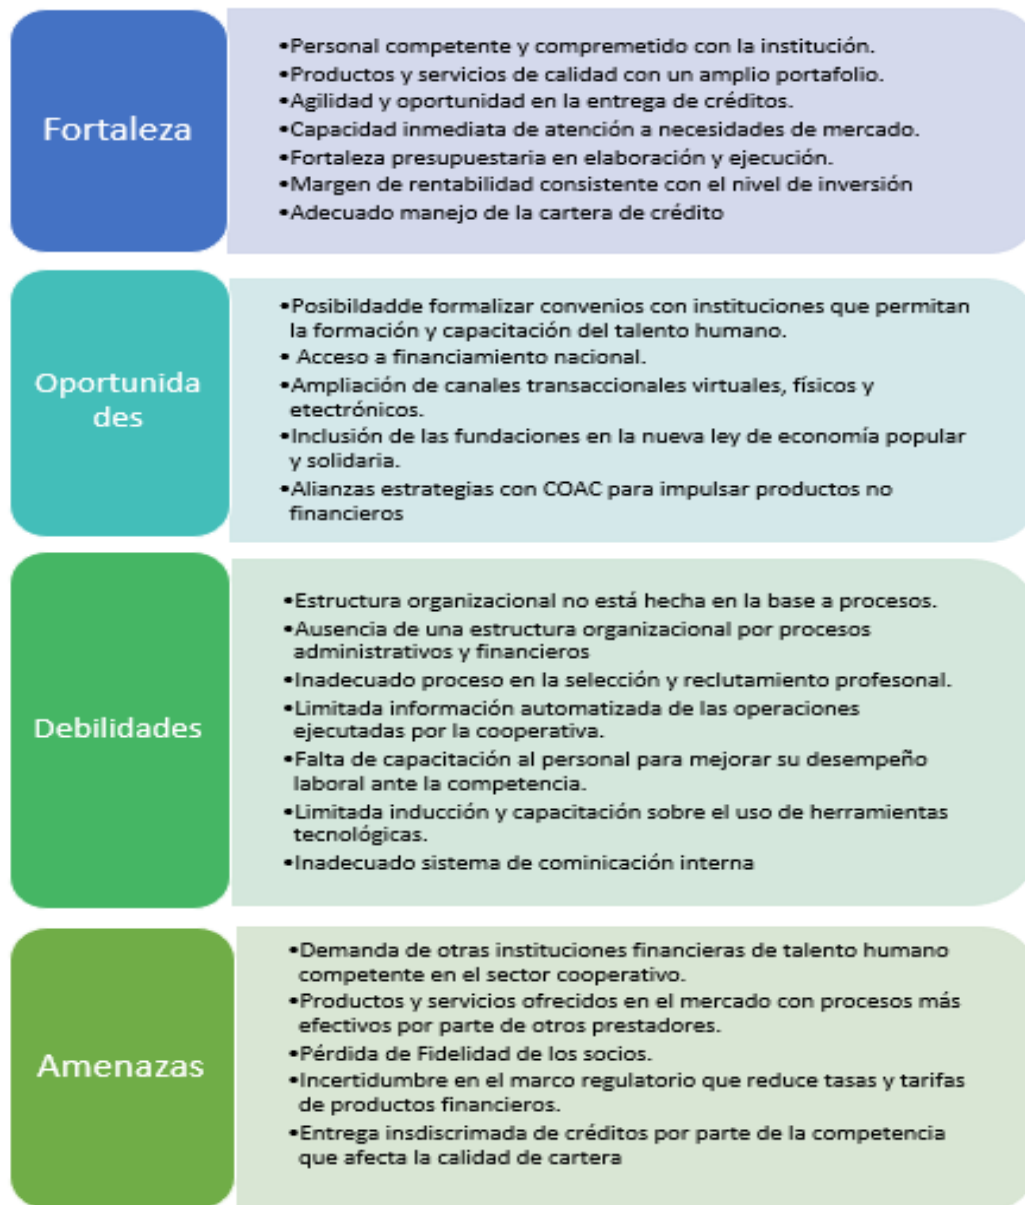 Fortaleza
•Personal competente y compremetido con la institución.
•Productos y servicios de calidad con un amplio portafolio.
•Agilidad y oportunidad en la entrega de créditos.
•Capacidad inmediata de atención a necesidades de mercado.
•Fortaleza presupuestaria en elaboración y ejecución.
•Margen de rentabilidad consistente con el nivel de inversión
•Adecuado manejo de la cartera de crédito
Oportunida
des
•Posibildadde formalizar convenios con instituciones que permitan
la formación y capacitación del talento humano.
• Acceso a financiamiento nacional.
•Ampliación de canales transaccionales virtuales, físicos y
etectrónicos.
•Inclusión de las fundaciones en la nueva ley de economía popular
y solidaria.
•Alianzas estrategias con COAC para impulsar productos no
financieros
Debilidades
•Estructura organizacional no está hecha en la base a procesos.
•Ausencia de una estructura organizacional por procesos
administrativos y financieros
•Inadecuado proceso en la selección y reclutamiento profesonal.
•Limitada información automatizada de las operaciones
ejecutadas por la cooperativa.
•Falta de capacitación al personal para mejorar su desempeño
laboral ante la competencia.
•Limitada inducción y capacitación sobre el uso de herramientas
tecnológicas.
•Inadecuado sistema de cominicación interna
Amenazas
•Demanda de otras instituciones financieras de talento humano
competente en el sector cooperativo.
•Productos y servicios ofrecidos en el mercado con procesos más
efectivos por parte de otros prestadores.
•Pérdida de Fidelidad de los socios.
•Incertidumbre en el marco regulatorio que reduce tasas y tarifas
de productos financieros.
•Entrega insdiscrimada de créditos por parte de la competencia
que afecta la calidad de cartera